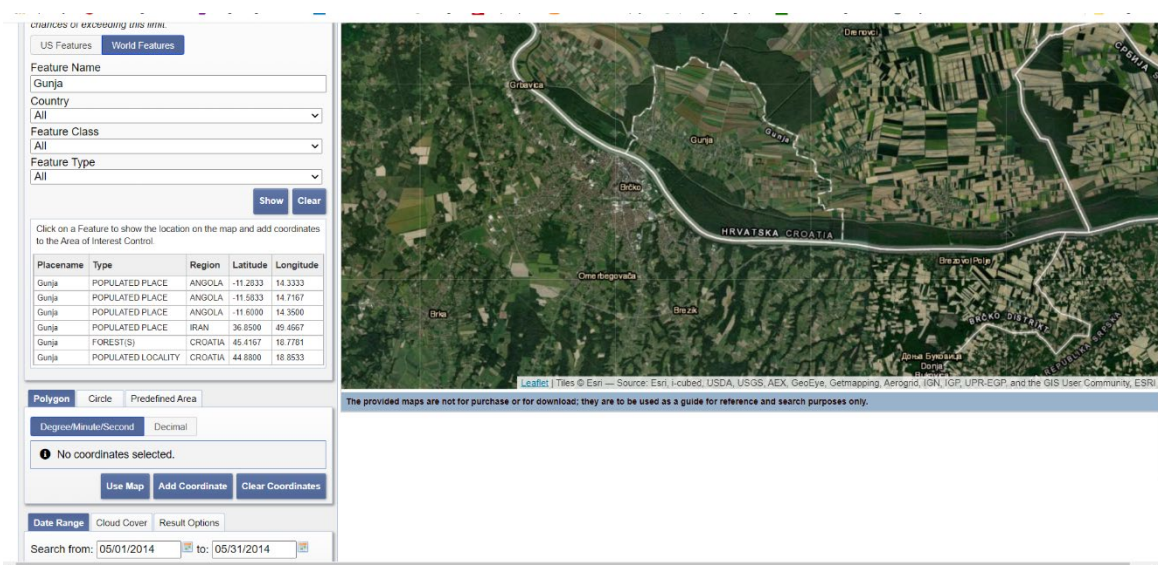 chances of exceeding this limit.
US Features World Features
Feature Name
Gunja
Country
All
Feature Class
All
Feature Type
All
Show Clear
Click on a Feature to show the location on the map and add coordinates
to the Area of Interest Control.
Placename Type Region Latitude Longitude
Gunja POPULATED PLACE ANGOLA -11.2833 14.3333
Gunja POPULATED PLACE ANGOLA -11.5833 14.7167
Gunja POPULATED PLACE ANGOLA -11.6000 14.3500
Gunja POPULATED PLACE IRAN 36.8500 49.4667
Gunja FOREST(S) CROATIA 45.4167 18.7781
Gunja POPULATED LOCALITY CROATIA 44.8800 18.8533
Polygon Circle Predefined Area
Degree/Minute/Second Decimal
No coordinates selected.
Use Map Add Coordinate Clear Coordinates
Date Range Cloud Cover Result Options
Search from: 05/01/2014 to: 05/31/2014
Drenovci
СРБИЈА
Grbavica
Gunja
Gunja
Brčko
HRVATSKA CROATIA
Brezovo Polje
Omerbegovača
Brka
Brezik
BRČKO DISTRIKT
REPUBLIKA SRPSKA
Доња Буковица
Donja
Bukovica
Leaflet | Tiles © Esri — Source: Esri, i-cubed, USDA, USGS, AEX, GeoEye, Getmapping, Aerogrid, IGN, IGP, UPR-EGP, and the GIS User Community, ESRI
The provided maps are not for purchase or for download; they are to be used as a guide for reference and search purposes only.